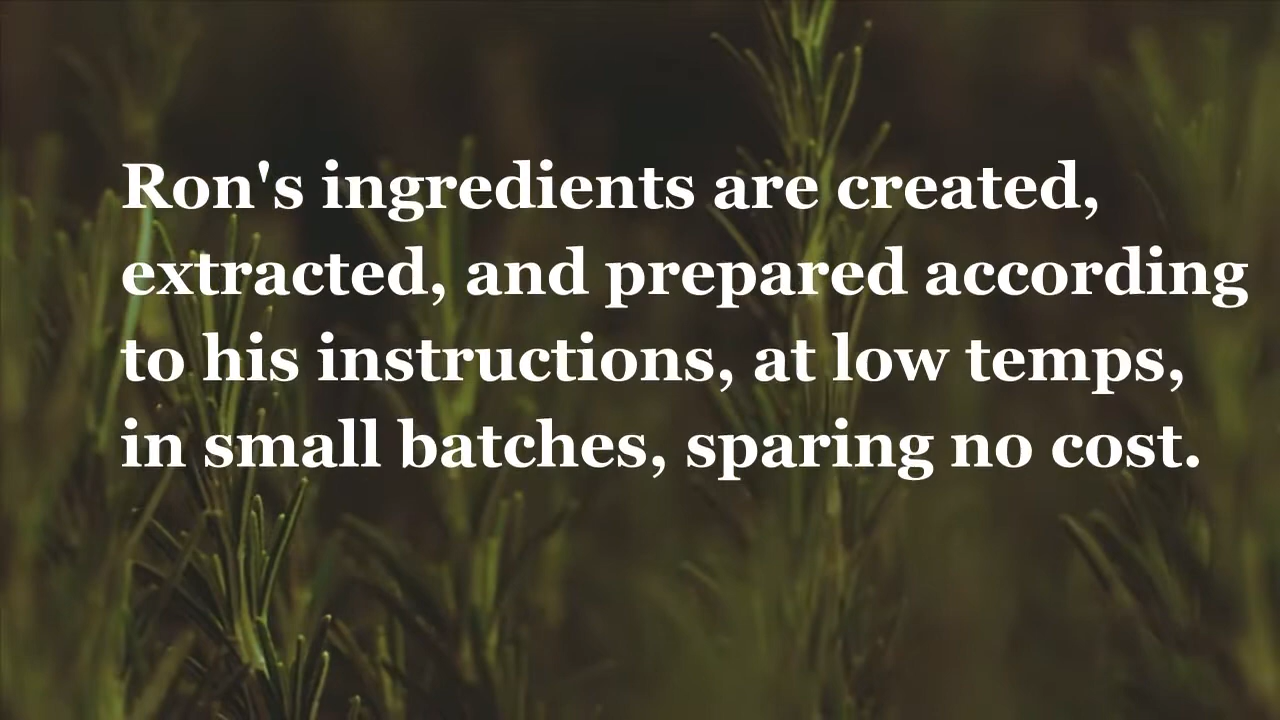 Ron's ingredients are created,
extracted, and prepared according
to his instructions, at low temps,
in small batches, sparing no cost.